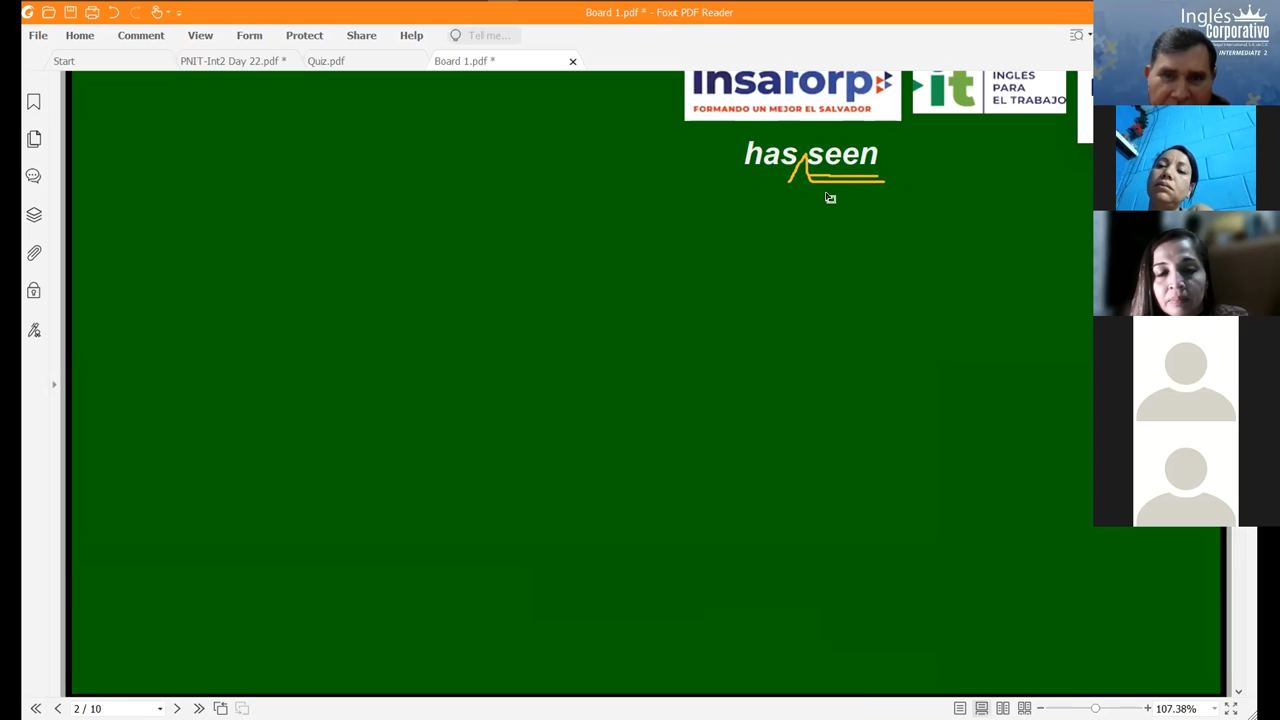 Board 1.pdf * - Foxit PDF Reader
File Home Comment View Form Protect Share Help Tell me...
Start PNIT-Int2 Day 22.pdf * Quiz.pdf Board 1.pdf *
Insaforp
FORMANDO UN MEJOR EL SALVADOR
it
INGLÉS
PARA
EL TRABAJO
has seen
Inglés
Corporativo
INTERMEDIATE 2
2 / 10
107.38%